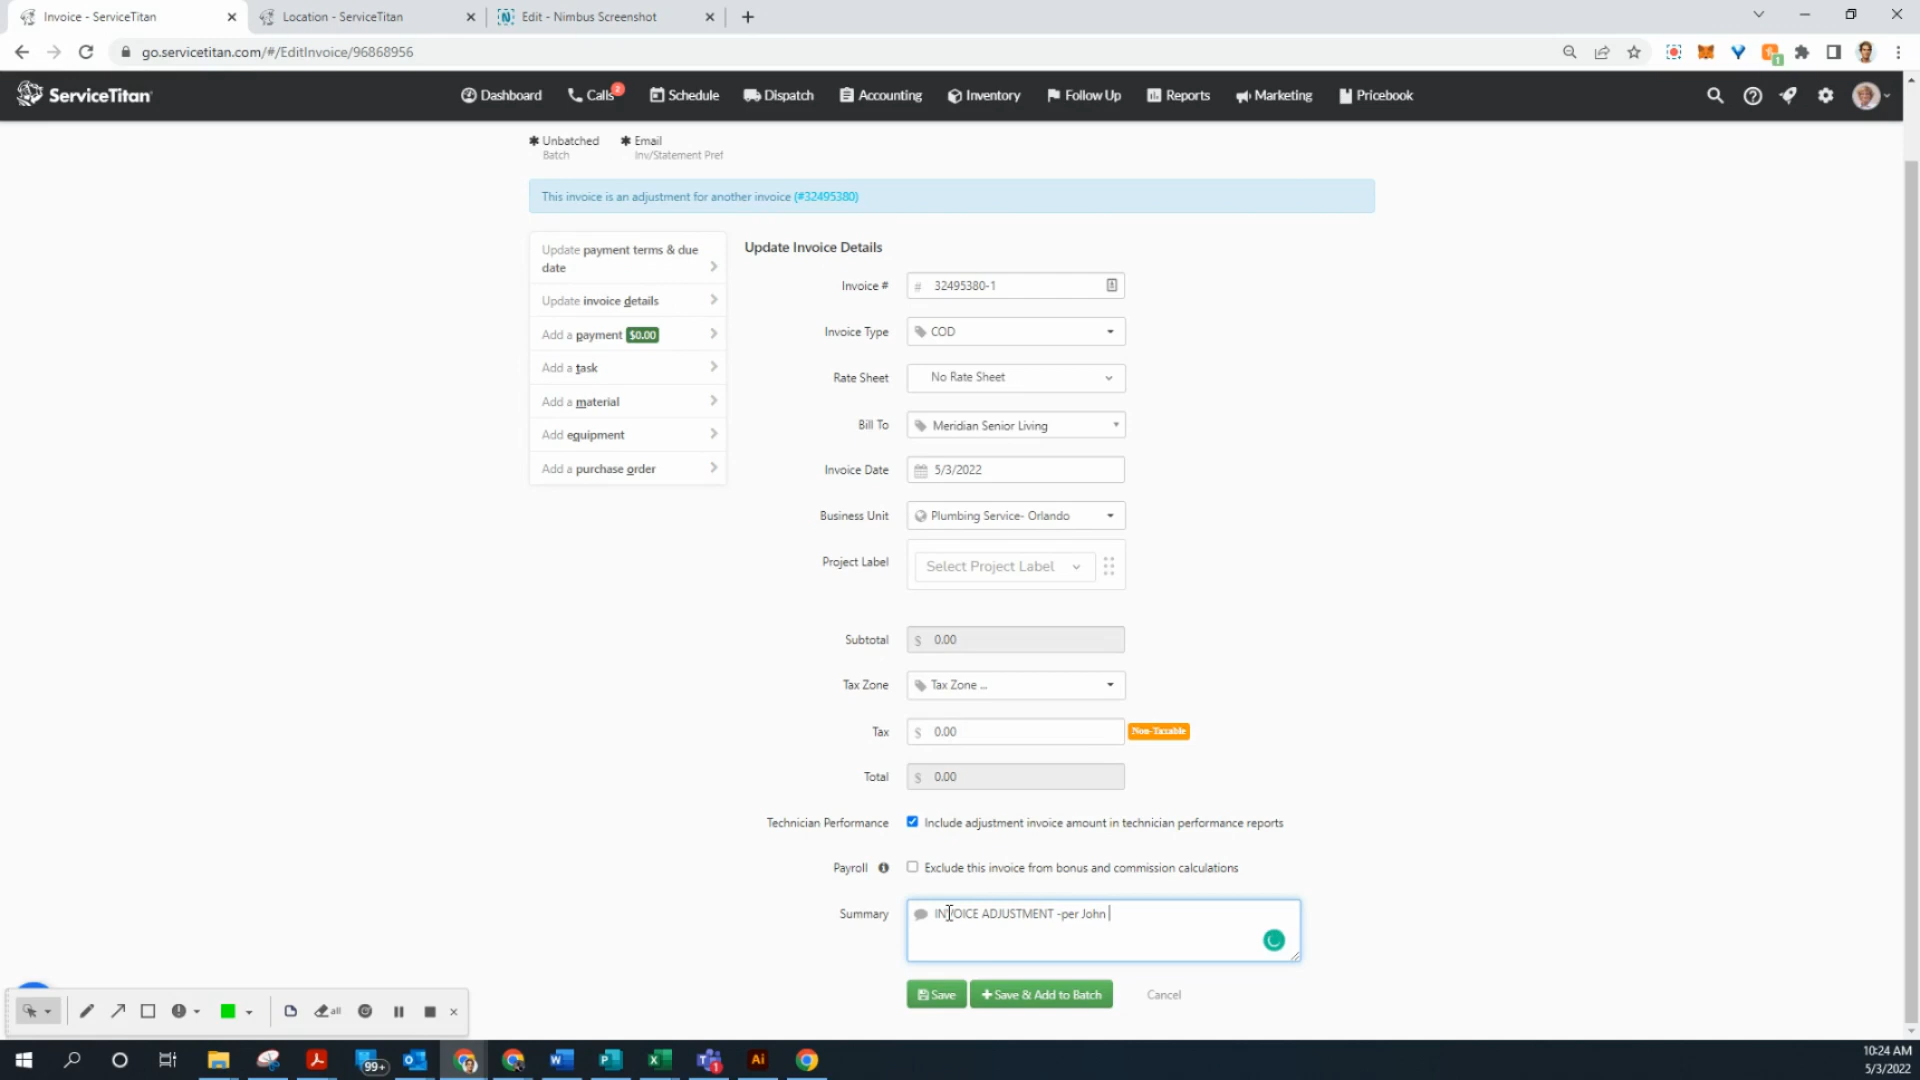 Invoice - ServiceTitan
Location - ServiceTitan
Edit - Nimbus Screenshot
go.servicetitan.com/#/EditInvoice/96868956
1
ServiceTitan
Dashboard
Calls
2
Schedule
Dispatch
Accounting
Inventory
Follow Up
Reports
Marketing
Pricebook
Unbatched
Batch
Email
Inv/Statement Pref
This invoice is an adjustment for another invoice (#32495380)
Update payment terms & due
date
Update invoice details
Add a payment $0.00
Add a task
Add a material
Add equipment
Add a purchase order
Update Invoice Details
Invoice # # 32495380-1
Invoice Type COD
Rate Sheet No Rate Sheet
Bill To Meridian Senior Living
Invoice Date 5/3/2022
Business Unit Plumbing Service- Orlando
Project Label Select Project Label
Subtotal $ 0.00
Tax Zone Tax Zone ...
Tax $ 0.00 Non-Taxable
Total $ 0.00
Technician Performance Include adjustment invoice amount in technician performance reports
Payroll Exclude this invoice from bonus and commission calculations
Summary INVOICE ADJUSTMENT -per John
Save
+ Save & Add to Batch
Cancel
all
99+
1
10:24 AM
5/3/2022